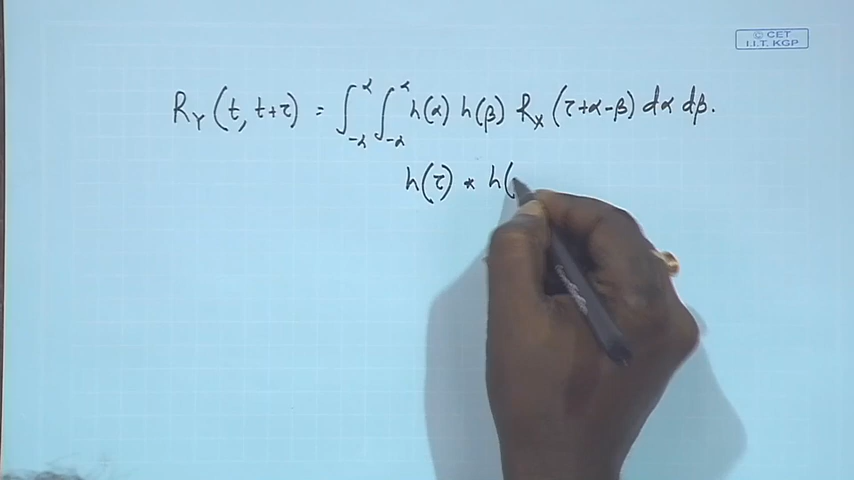 © CET
I.I.T. KGP
R_Y (t, t+τ) = ∫_{-α}^{α} ∫_{-α}^{α} h(α) h(β) R_X (τ+α-β) dα dβ.
h(τ) * h(